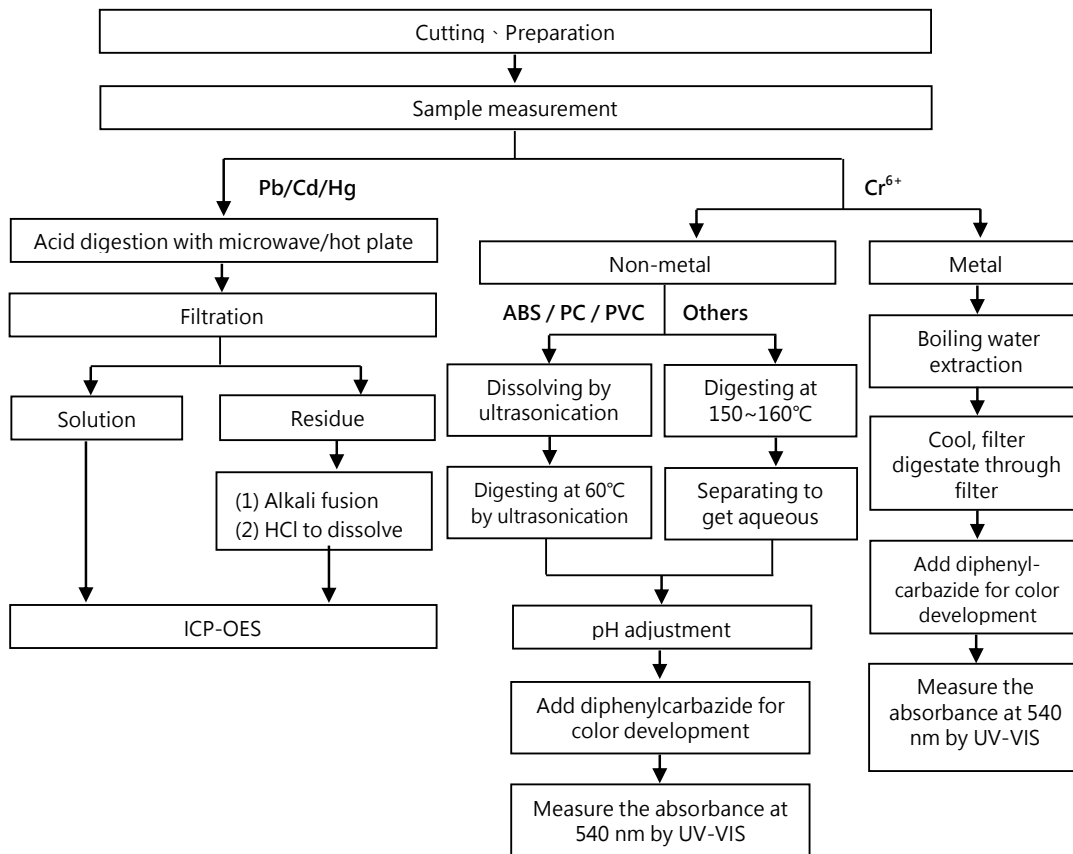 Cutting、Preparation
Sample measurement
Pb/Cd/Hg
Cr⁶⁺
Acid digestion with microwave/hot plate
Non-metal
Metal
Filtration
ABS / PC / PVC
Others
Boiling water
extraction
Solution
Residue
Dissolving by
ultrasonication
Digesting at
150~160℃
Cool, filter
digestate through
filter
(1) Alkali fusion
(2) HCl to dissolve
Digesting at 60℃
by ultrasonication
Separating to
get aqueous
Add diphenyl-
carbazide for color
development
ICP-OES
pH adjustment
Measure the
absorbance at 540
nm by UV-VIS
Add diphenylcarbazide for
color development
Measure the absorbance at
540 nm by UV-VIS